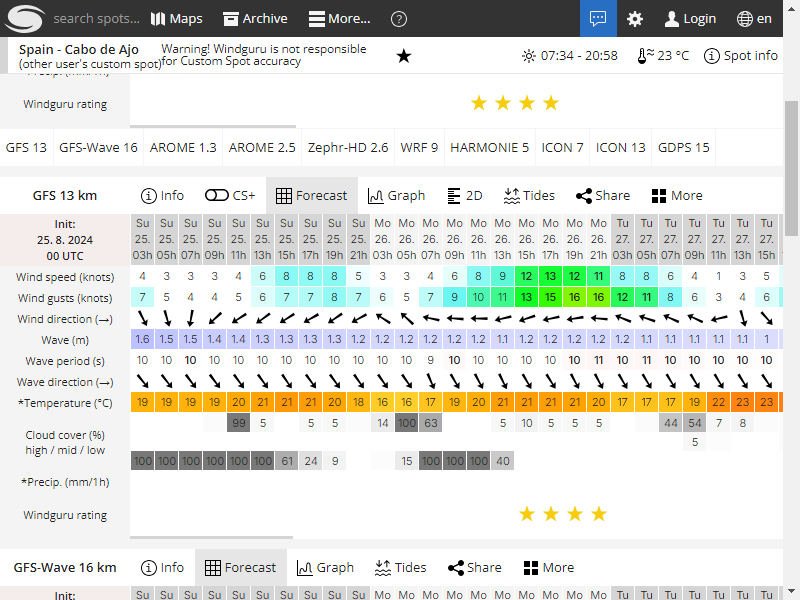 search spots... Maps Archive More... ? Login en
Spain - Cabo de Ajo
(other user's custom spot)
Warning! Windguru is not responsible
for Custom Spot accuracy
07:34 - 20:58 23 °C Spot info
Windguru rating
GFS 13 GFS-Wave 16 AROME 1.3 AROME 2.5 Zephr-HD 2.6 WRF 9 HARMONIE 5 ICON 7 ICON 13 GDPS 15
GFS 13 km Info CS+ Forecast Graph 2D Tides Share More
Init: Su Su Su Su Su Su Su Su Su Su Mo Mo Mo Mo Mo Mo Mo Mo Mo Mo Tu Tu Tu Tu Tu Tu Tu
25. 8. 2024 25. 25. 25. 25. 25. 25. 25. 25. 25. 25. 26. 26. 26. 26. 26. 26. 26. 26. 26. 26. 27. 27. 27. 27. 27. 27. 27.
00 UTC 03h 05h 07h 09h 11h 13h 15h 17h 19h 21h 03h 05h 07h 09h 11h 13h 15h 17h 19h 21h 03h 05h 07h 09h 11h 13h 15h
Wind speed (knots) 4 3 3 3 4 6 8 8 8 5 3 3 4 6 8 9 12 13 12 11 8 8 6 4 1 3 5
Wind gusts (knots) 7 5 4 4 5 6 7 7 8 7 6 5 7 9 10 11 13 15 16 16 12 11 8 6 3 4 6
Wind direction (→)
Wave (m) 1.6 1.5 1.5 1.4 1.4 1.3 1.3 1.3 1.3 1.2 1.2 1.2 1.2 1.2 1.2 1.1 1.2 1.2 1.2 1.2 1.2 1.1 1.1 1.1 1.1 1.1 1
Wave period (s) 10 10 10 10 10 10 10 10 10 10 10 10 9 10 10 10 10 10 10 11 10 11 10 10 10 10 10
Wave direction (→)
*Temperature (°C) 19 19 19 19 20 21 21 21 20 18 16 16 17 19 20 21 21 21 21 20 17 17 17 19 22 23 23
Cloud cover (%)
high / mid / low
99 5 5 5 14 100 63 5 10 5 5 5 44 54 7 8
5
100 100 100 100 100 100 61 24 9 15 100 100 100 40
*Precip. (mm/1h)
Windguru rating
GFS-Wave 16 km Info Forecast Graph Tides Share More
Init: Su Su Su Su Su Su Su Su Su Su Mo Mo Mo Mo Mo Mo Mo Mo Mo Mo Tu Tu Tu Tu Tu Tu Tu